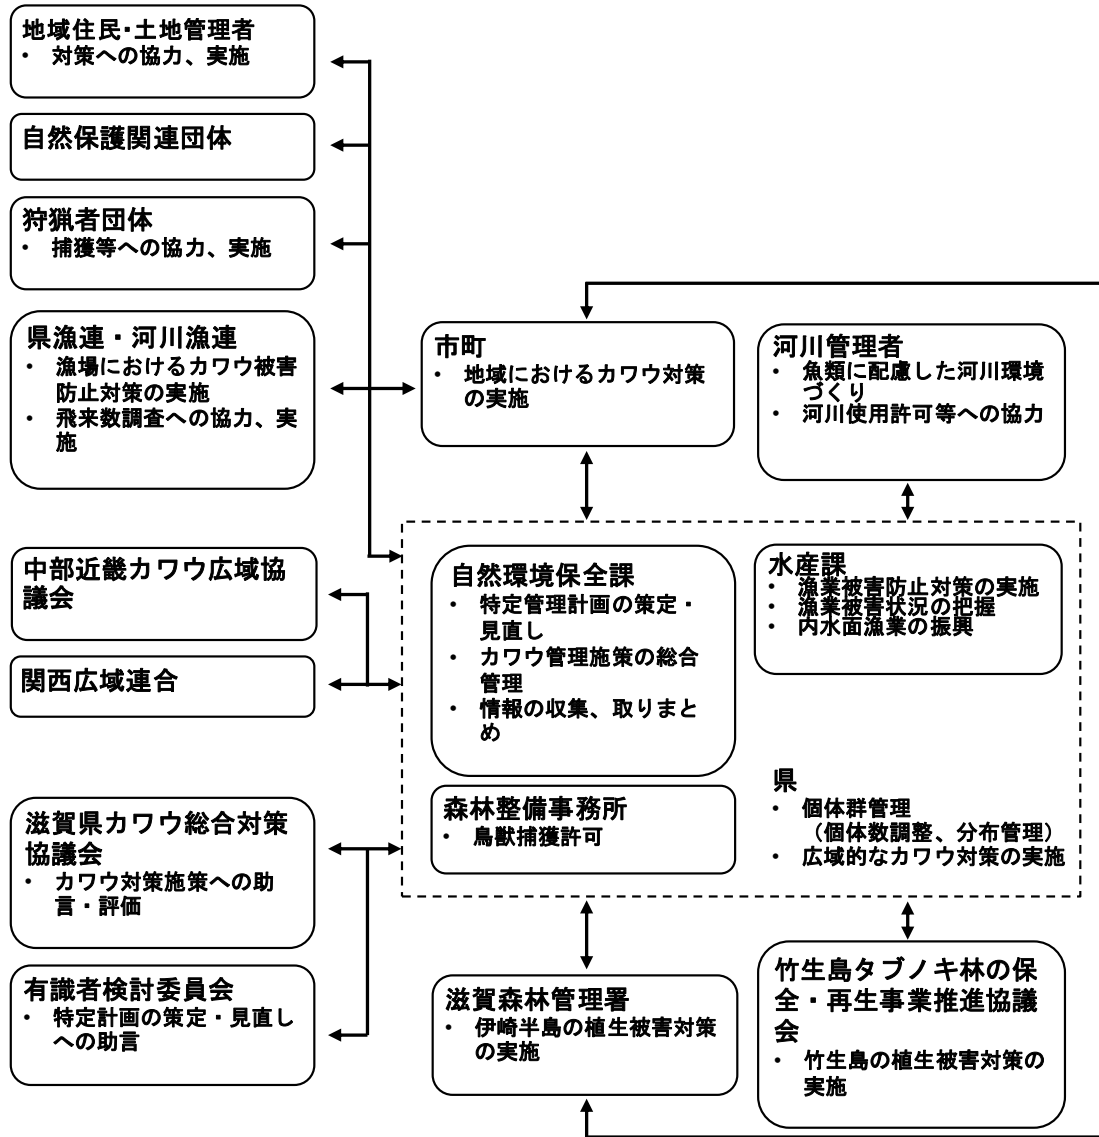 地域住民・土地管理者
• 対策への協力、実施
自然保護関連団体
狩猟者団体
• 捕獲等への協力、実施
県漁連・河川漁連
• 漁場におけるカワウ被害
防止対策の実施
• 飛来数調査への協力、実
施
市町
• 地域におけるカワウ対策
の実施
河川管理者
• 魚類に配慮した河川環境
づくり
• 河川使用許可等への協力
中部近畿カワウ広域協
議会
関西広域連合
自然環境保全課
• 特定管理計画の策定・
見直し
• カワウ管理施策の総合
管理
• 情報の収集、取りまと
め
水産課
• 漁業被害防止対策の実施
• 漁業被害状況の把握
• 内水面漁業の振興
森林整備事務所
• 鳥獣捕獲許可
県
• 個体群管理
（個体数調整、分布管理）
• 広域的なカワウ対策の実施
滋賀県カワウ総合対策
協議会
• カワウ対策施策への助
言・評価
有識者検討委員会
• 特定計画の策定・見直し
への助言
滋賀森林管理署
• 伊崎半島の植生被害対策
の実施
竹生島タブノキ林の保
全・再生事業推進協議
会
• 竹生島の植生被害対策の
実施